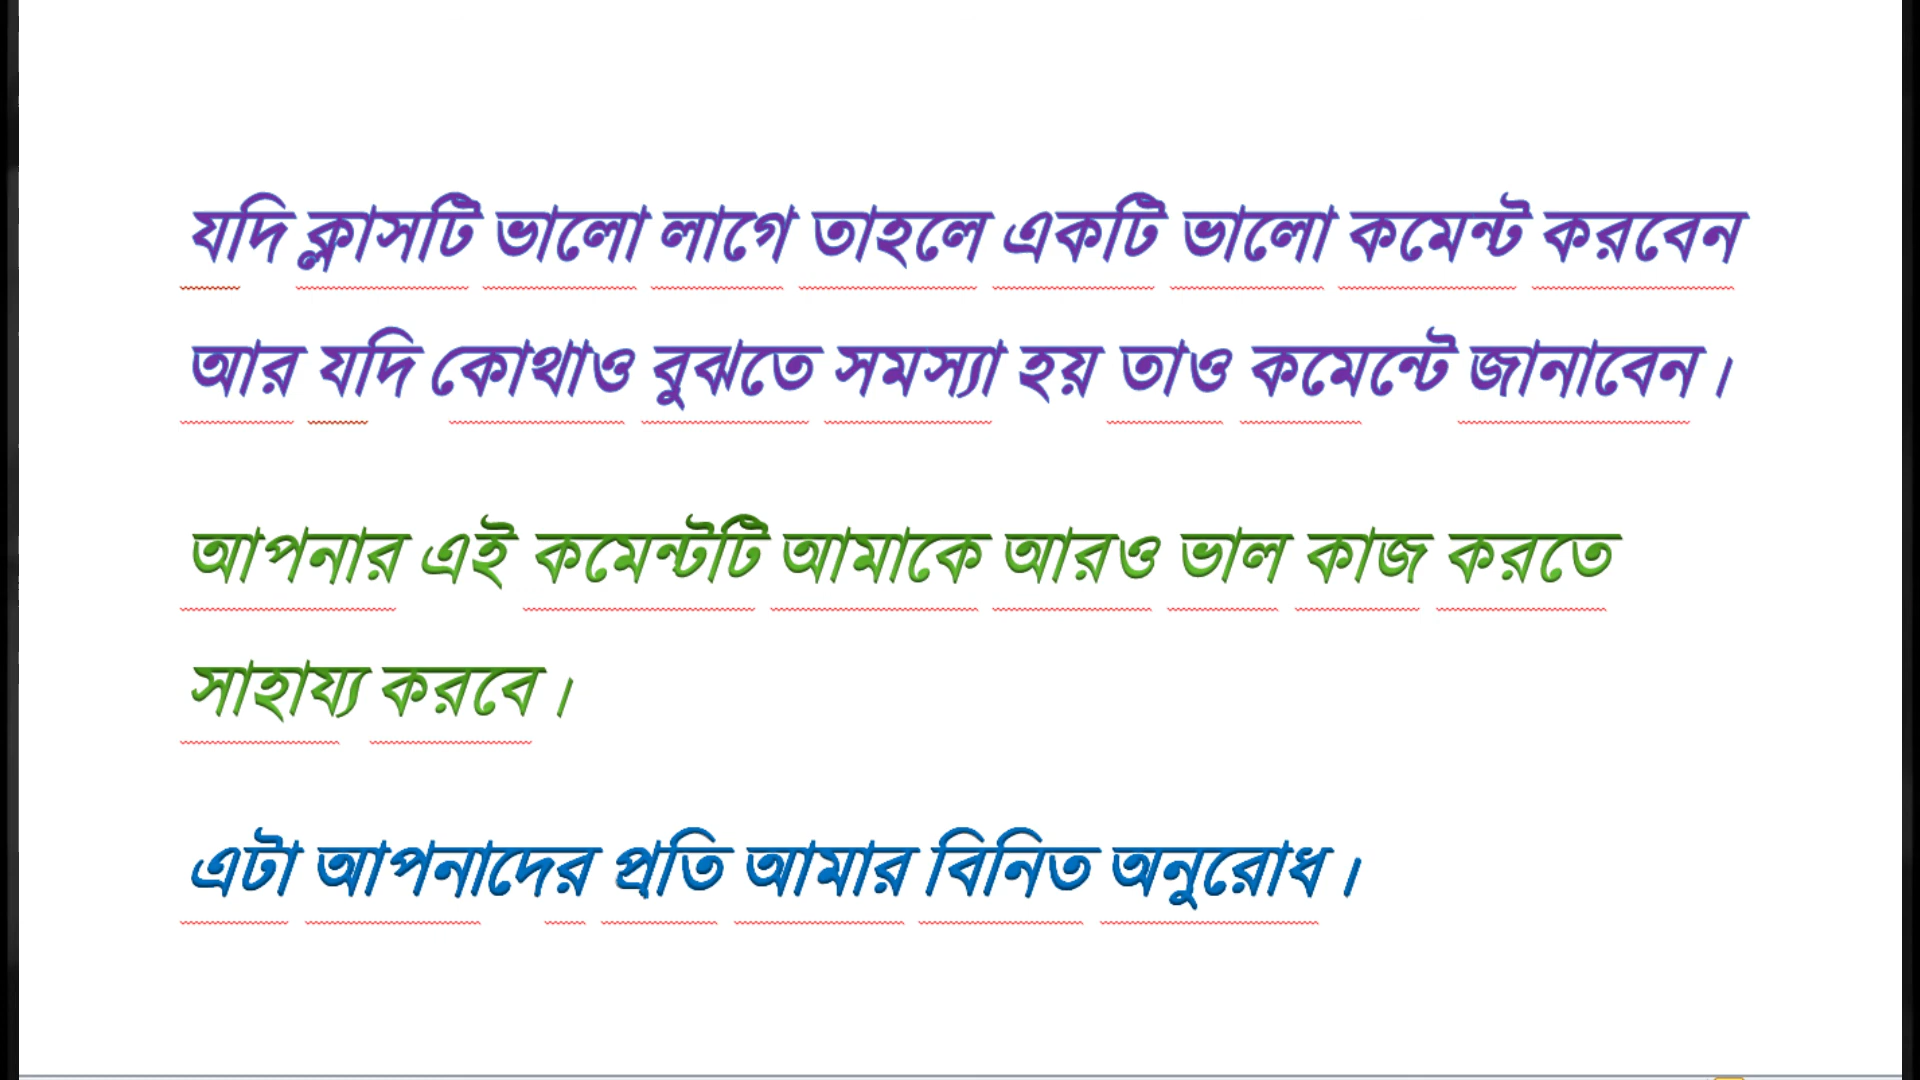 যদি ক্লাসটি ভালো লাগে তাহলে একটি ভালো কমেন্ট করবেন
আর যদি কোথাও বুঝতে সমস্যা হয় তাও কমেন্টে জানাবেন।
আপনার এই কমেন্টটি আমাকে আরও ভাল কাজ করতে
সাহায্য করবে।
এটা আপনাদের প্রতি আমার বিনিত অনুরোধ।